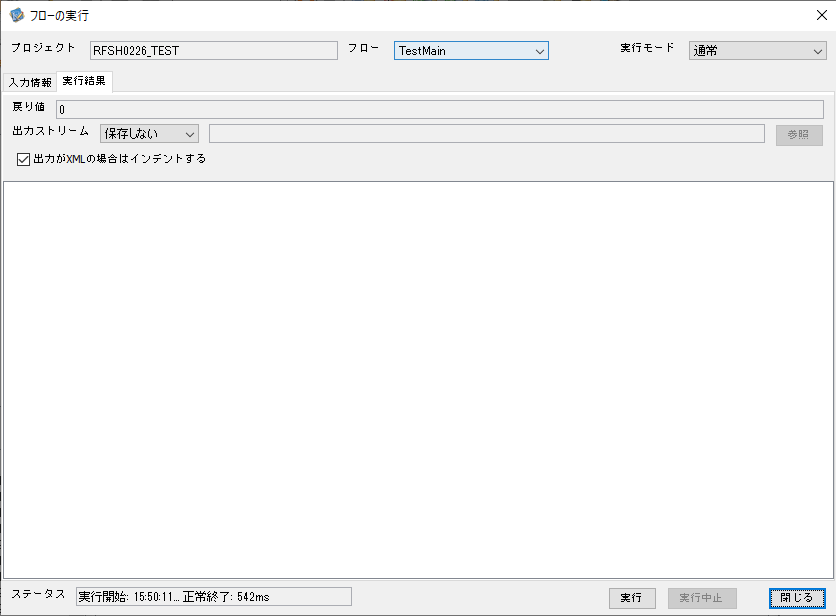 フローの実行
プロジェクト RFSH0226_TEST フロー TestMain 実行モード 通常
入力情報 実行結果
戻り値 0
出力ストリーム 保存しない 参照
出力がXMLの場合はインデントする
ステータス 実行開始: 15:50:11... 正常終了: 542ms 実行 実行中止 閉じる